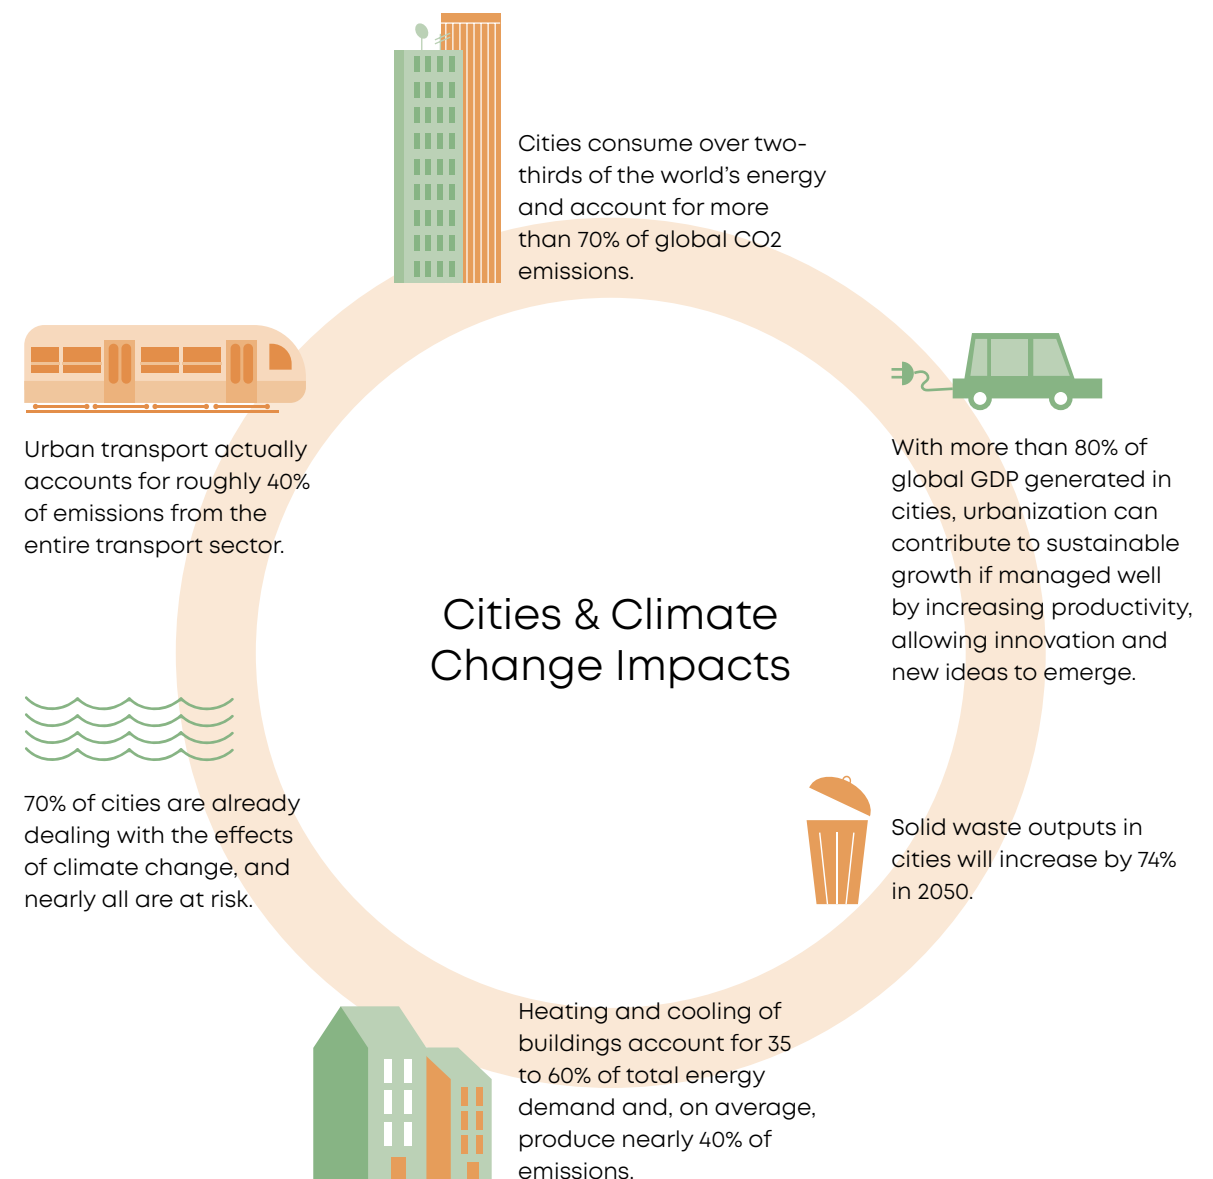 Cities consume over two-
thirds of the world’s energy
and account for more
than 70% of global CO2
emissions.
Urban transport actually
accounts for roughly 40%
of emissions from the
entire transport sector.
With more than 80% of
global GDP generated in
cities, urbanization can
contribute to sustainable
growth if managed well
by increasing productivity,
allowing innovation and
new ideas to emerge.
Cities & Climate
Change Impacts
70% of cities are already
dealing with the effects
of climate change, and
nearly all are at risk.
Solid waste outputs in
cities will increase by 74%
in 2050.
Heating and cooling of
buildings account for 35
to 60% of total energy
demand and, on average,
produce nearly 40% of
emissions.